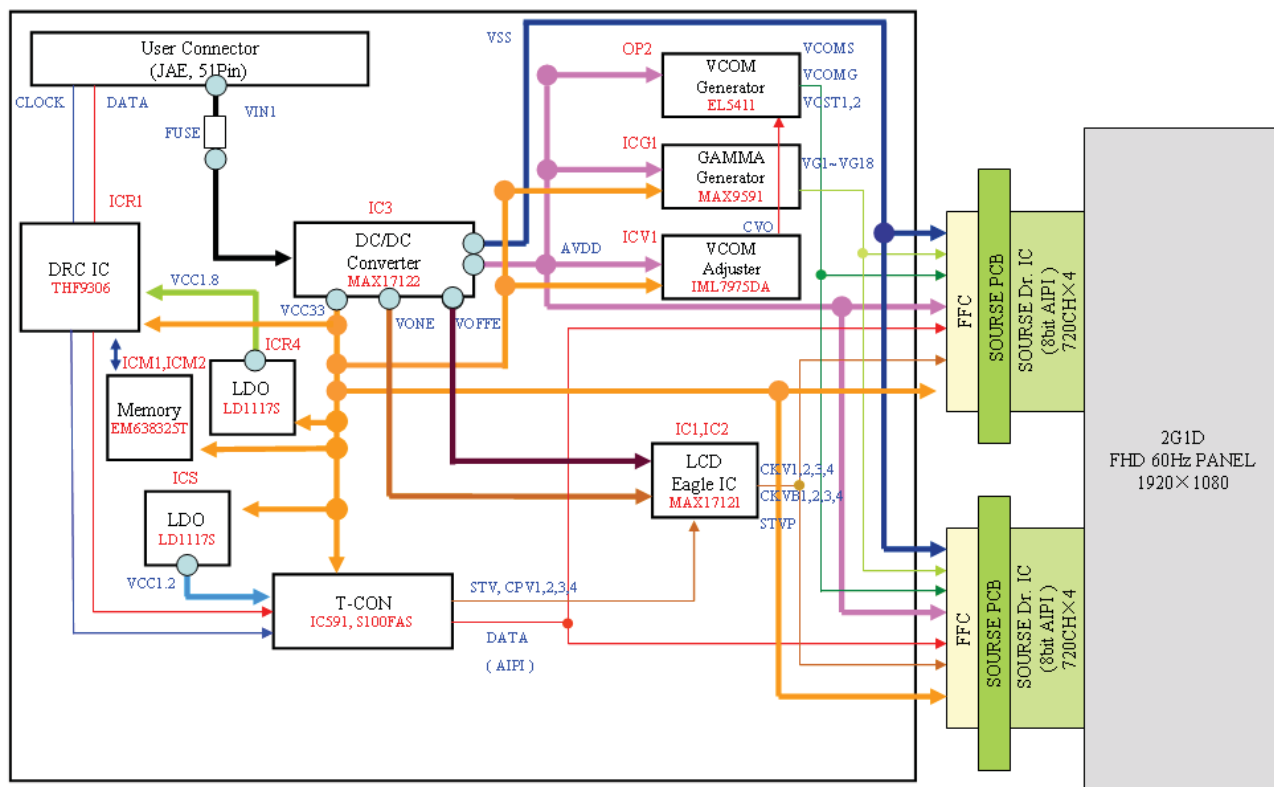 User Connector
(JAE, 51Pin)
CLOCK
DATA
VIN1
FUSE
VSS
OP2
VCOM
Generator
EL5411
VCOMS
VCOMG
VCST1,2
ICG1
GAMMA
Generator
MAX9591
VG1~VG18
CVO
ICV1
VCOM
Adjuster
IML7975DA
AVDD
IC3
DC/DC
Converter
MAX17122
VCC33
VONE
VOFFE
ICR1
DRC IC
THF9306
VCC1.8
ICR4
LDO
LD1117S
ICM1,ICM2
Memory
EM638325T
ICS
LDO
LD1117S
VCC1.2
T-CON
IC591, S100FAS
STV, CPV1,2,3,4
DATA
( AIPI )
IC1,IC2
LCD
Eagle IC
MAX17121
CKV1,2,3,4
CKVB1,2,3,4
STVP
FFC
SOURSE PCB
SOURSE Dr. IC
(8bit AIPI)
720CH×4
FFC
SOURSE PCB
SOURSE Dr. IC
(8bit AIPI)
720CH×4
2G1D
FHD 60Hz PANEL
1920×1080